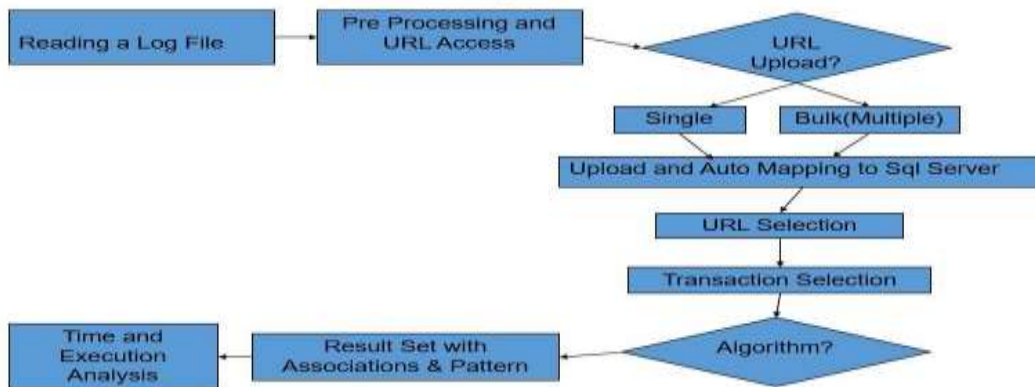 Reading a Log File
Pre Processing and
URL Access
URL
Upload?
Single
Bulk(Multiple)
Upload and Auto Mapping to Sql Server
URL Selection
Transaction Selection
Algorithm?
Result Set with
Associations & Pattern
Time and
Execution
Analysis